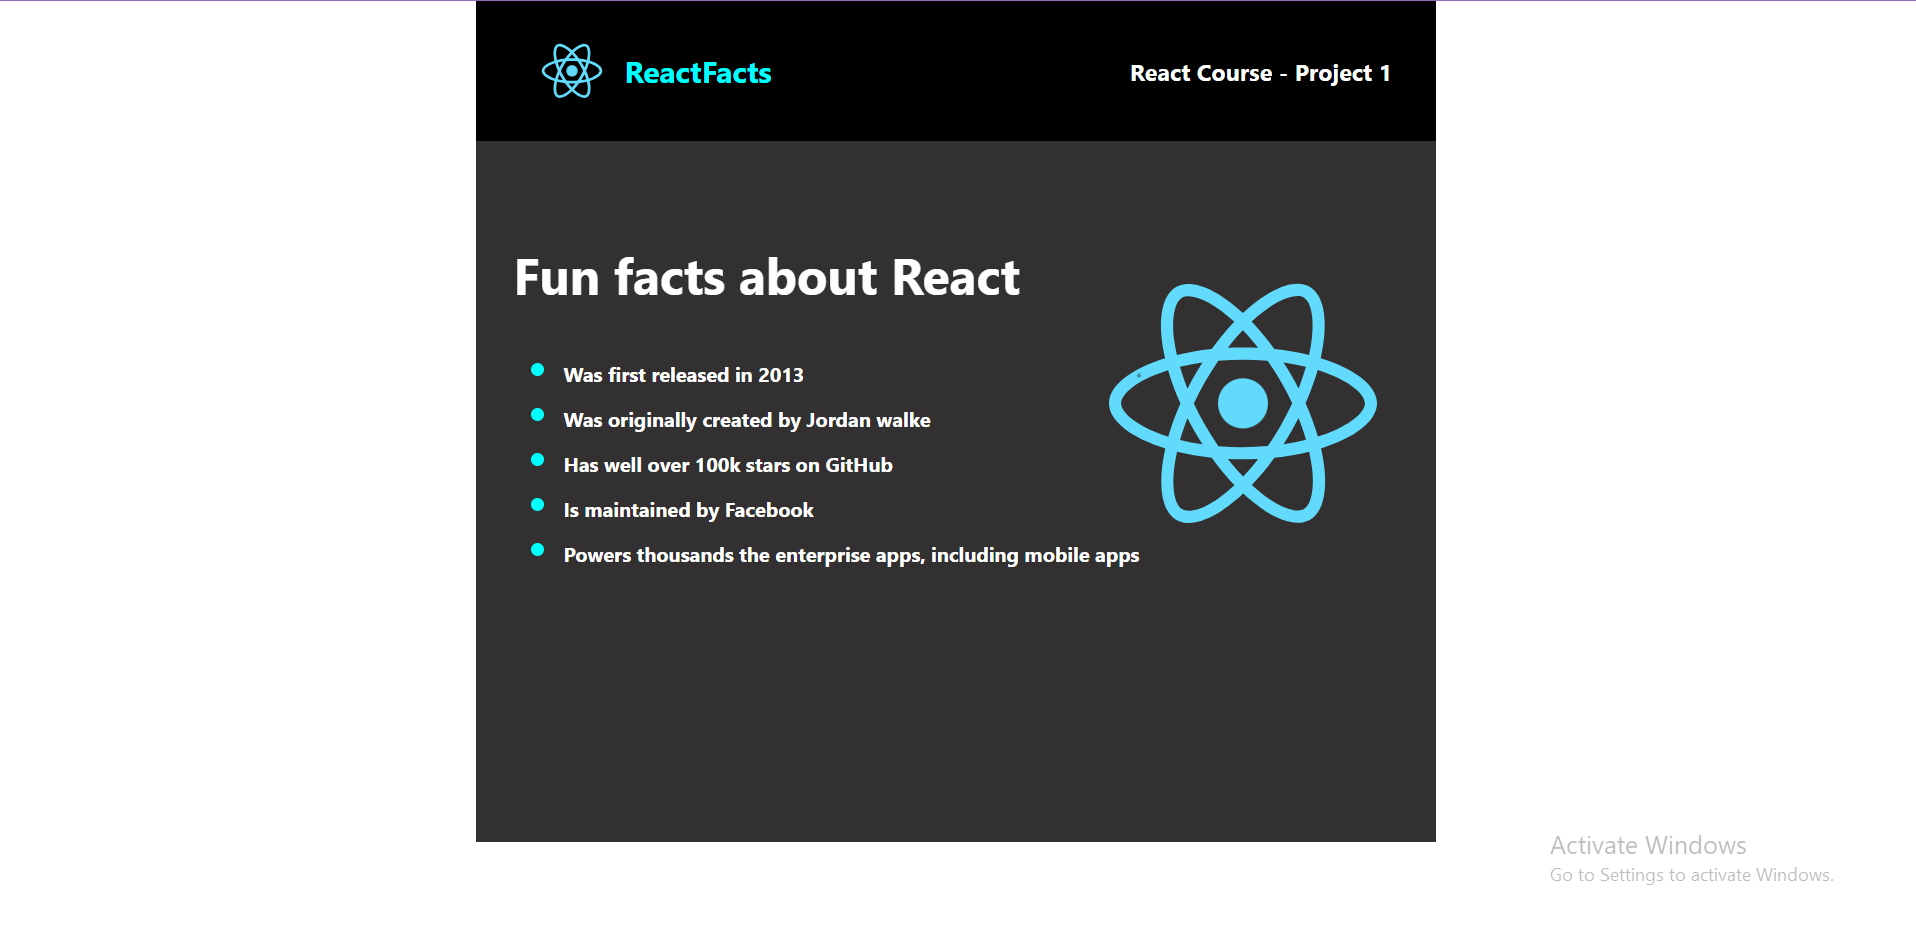 ReactFacts
React Course - Project 1
Fun facts about React
Was first released in 2013
Was originally created by Jordan walke
Has well over 100k stars on GitHub
Is maintained by Facebook
Powers thousands the enterprise apps, including mobile apps
Activate Windows
Go to Settings to activate Windows.